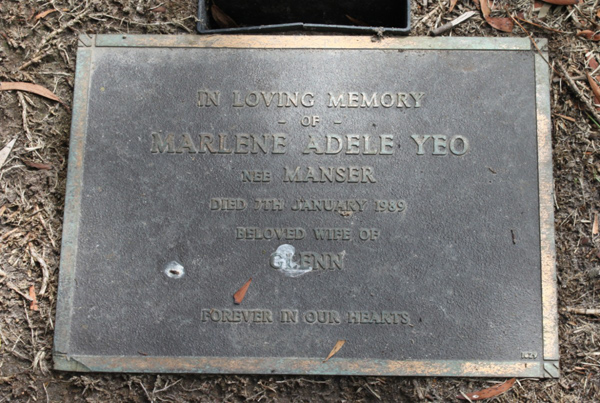 IN LOVING MEMORY
- OF -
MARLENE ADELE YEO
NEE MANSER
DIED 7TH JANUARY 1989
BELOVED WIFE OF
GLENN
FOREVER IN OUR HEARTS.